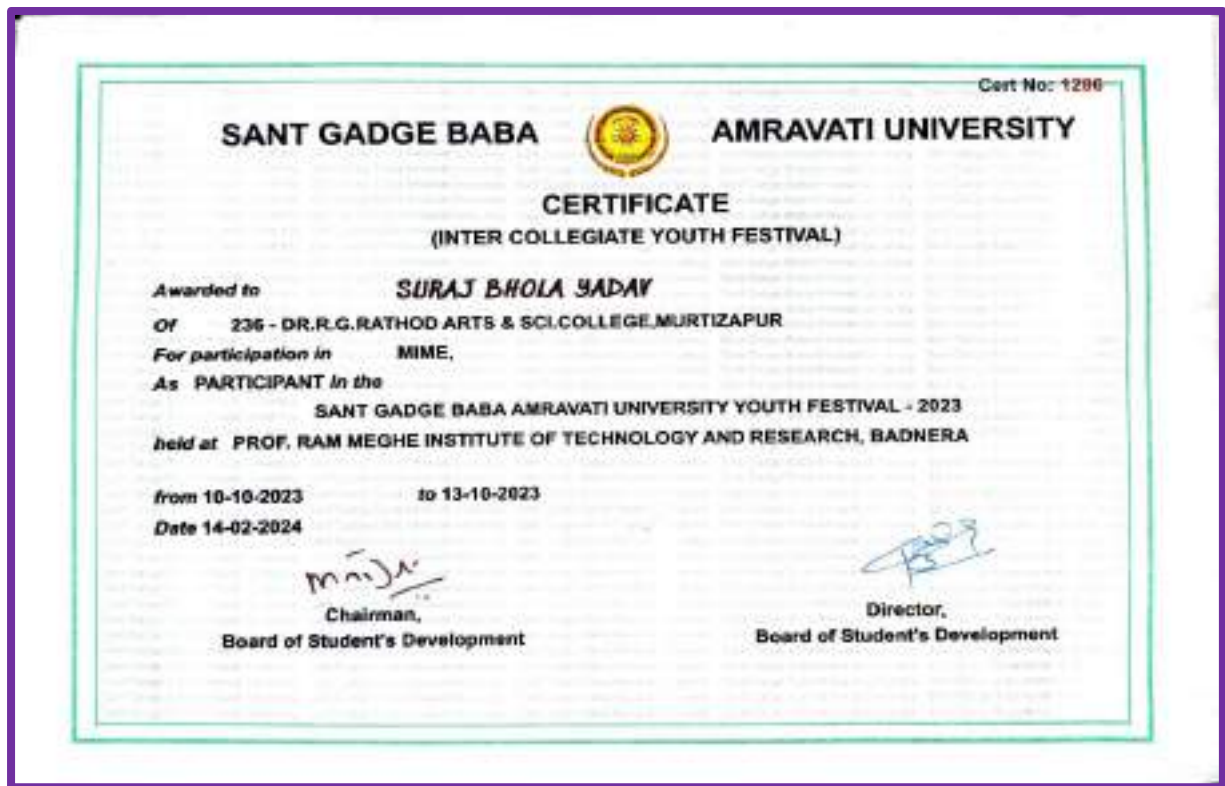 Cert No: 1296
SANT GADGE BABA AMRAVATI UNIVERSITY
CERTIFICATE
(INTER COLLEGIATE YOUTH FESTIVAL)
Awarded to SURAJ BHOLA YADAV
Of 236 - DR.R.G.RATHOD ARTS & SCI.COLLEGE,MURTIZAPUR
For participation in MIME,
As PARTICIPANT In the
SANT GADGE BABA AMRAVATI UNIVERSITY YOUTH FESTIVAL - 2023
held at PROF. RAM MEGHE INSTITUTE OF TECHNOLOGY AND RESEARCH, BADNERA
from 10-10-2023 to 13-10-2023
Date 14-02-2024
Chairman,
Board of Student's Development
Director,
Board of Student's Development